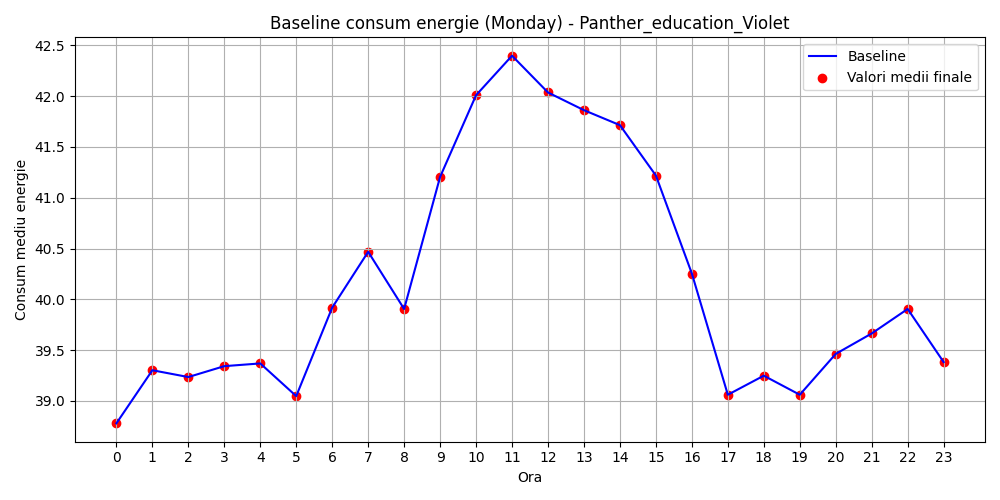 Baseline consum energie (Monday) - Panther_education_Violet
Baseline
Valori medii finale
42.5
42.0
41.5
41.0
40.5
40.0
39.5
39.0
Consum mediu energie
0 1 2 3 4 5 6 7 8 9 10 11 12 13 14 15 16 17 18 19 20 21 22 23
Ora